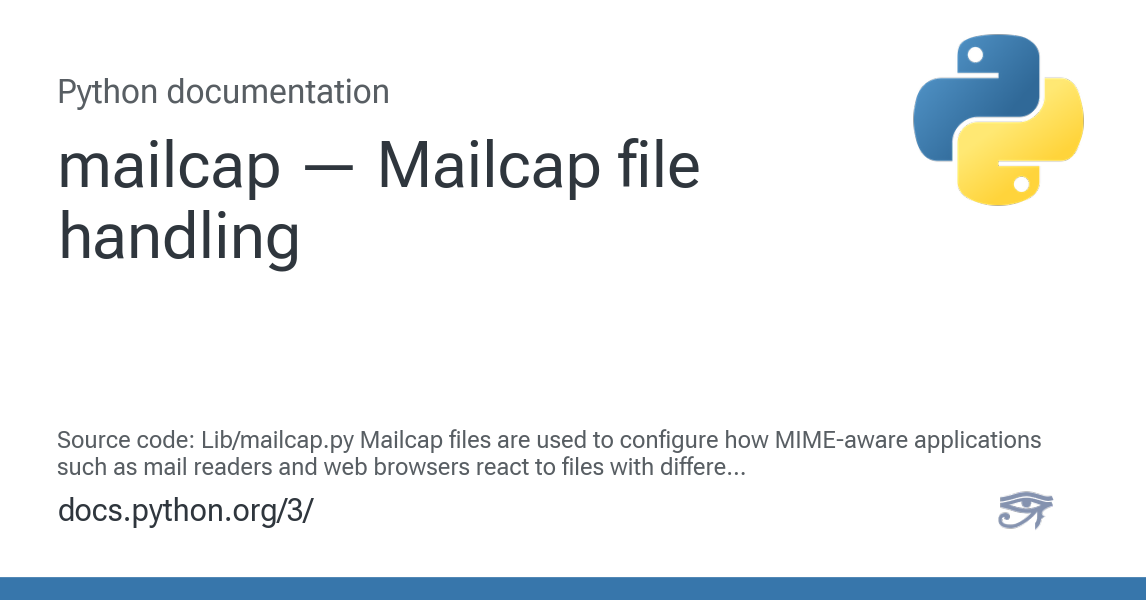 Python documentation
mailcap — Mailcap file
handling
Source code: Lib/mailcap.py Mailcap files are used to configure how MIME-aware applications
such as mail readers and web browsers react to files with differe...
docs.python.org/3/